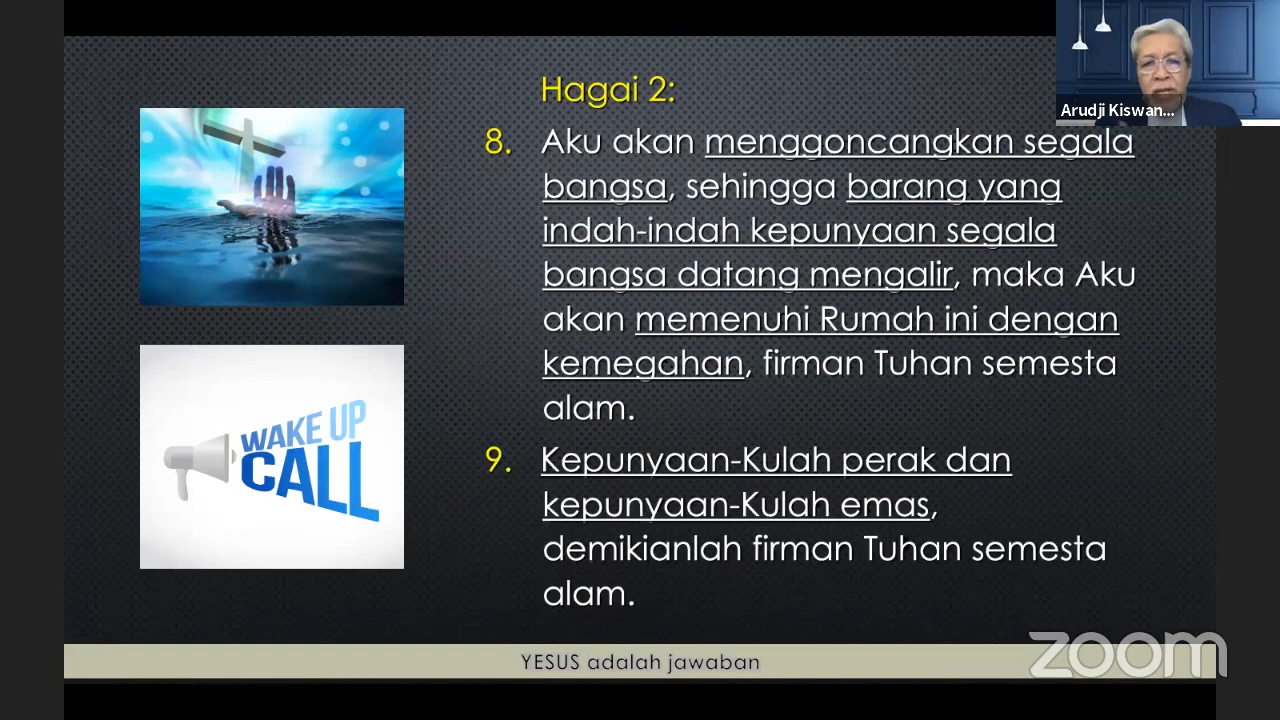 Hagai 2:
8. Aku akan menggoncangkan segala
bangsa, sehingga barang yang
indah-indah kepunyaan segala
bangsa datang mengalir, maka Aku
akan memenuhi Rumah ini dengan
kemegahan, firman Tuhan semesta
alam.
9. Kepunyaan-Kulah perak dan
kepunyaan-Kulah emas,
demikianlah firman Tuhan semesta
alam.
WAKE UP
CALL
YESUS adalah jawaban
Arudji Kiswan...
zoom